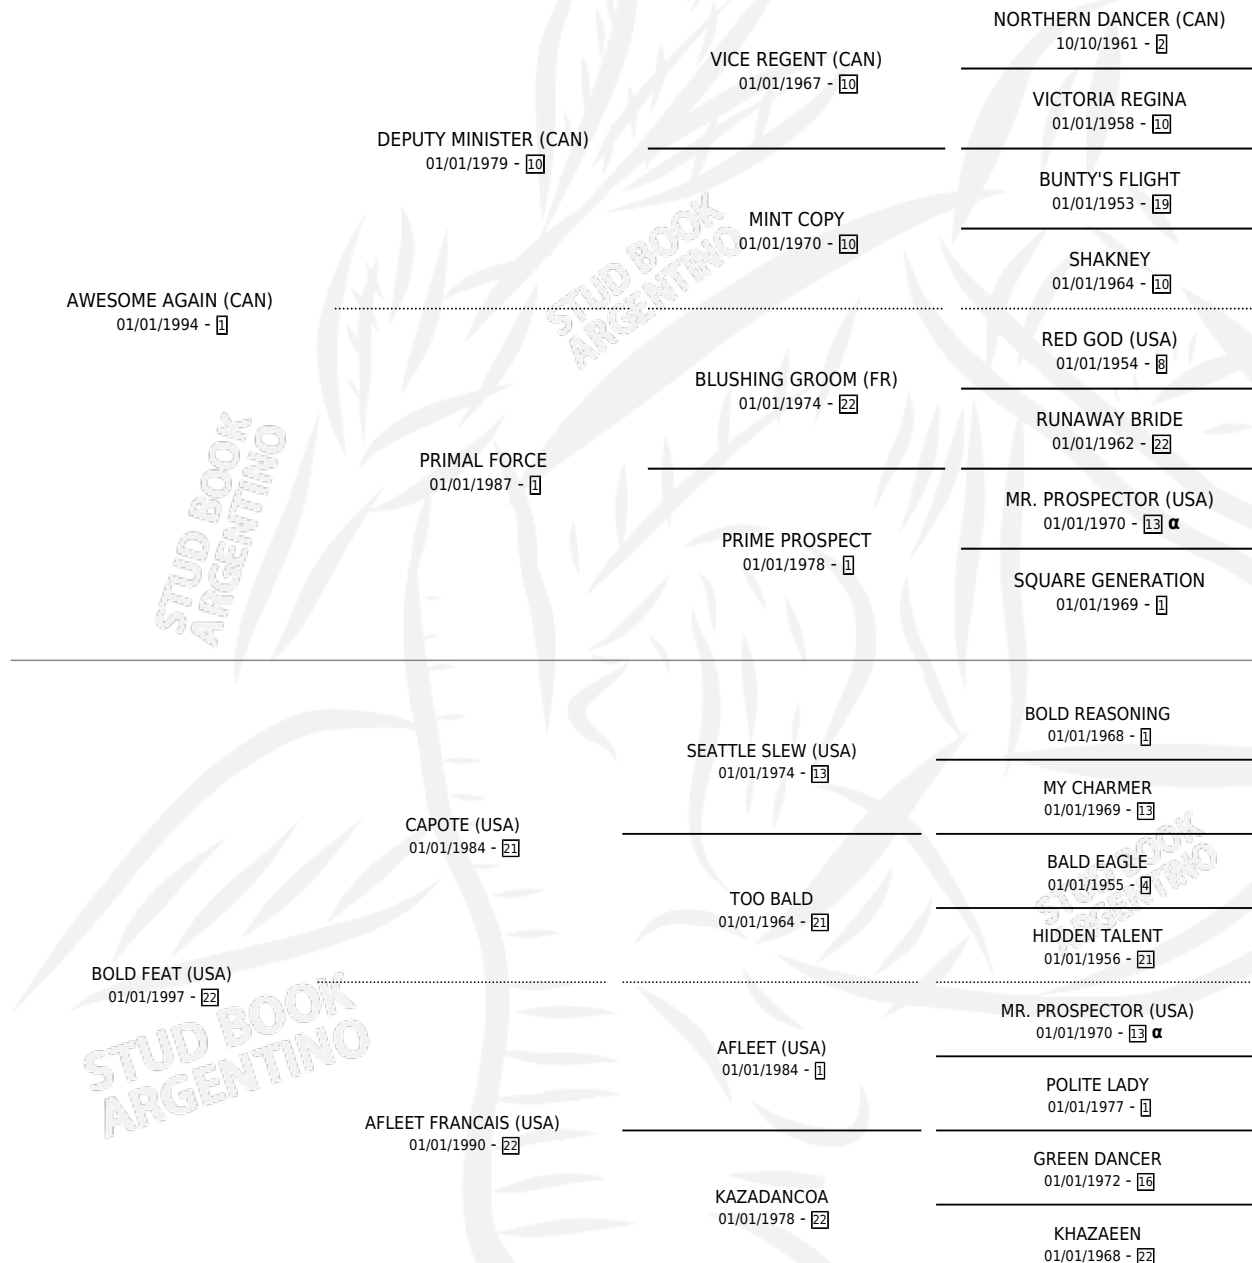 NORTHERN DANCER (CAN)
10/10/1961 - 2
VICE REGENT (CAN)
01/01/1967 - 10
VICTORIA REGINA
01/01/1958 - 10
DEPUTY MINISTER (CAN)
01/01/1979 - 10
BUNTY'S FLIGHT
01/01/1953 - 19
MINT COPY
01/01/1970 - 10
SHAKNEY
01/01/1964 - 10
AWESOME AGAIN (CAN)
01/01/1994 - 1
RED GOD (USA)
01/01/1954 - 8
BLUSHING GROOM (FR)
01/01/1974 - 22
RUNAWAY BRIDE
01/01/1962 - 22
PRIMAL FORCE
01/01/1987 - 1
MR. PROSPECTOR (USA)
01/01/1970 - 13 α
PRIME PROSPECT
01/01/1978 - 1
SQUARE GENERATION
01/01/1969 - 1
BOLD REASONING
01/01/1968 - 1
SEATTLE SLEW (USA)
01/01/1974 - 13
MY CHARMER
01/01/1969 - 13
CAPOTE (USA)
01/01/1984 - 21
BALD EAGLE
01/01/1955 - 4
TOO BALD
01/01/1964 - 21
HIDDEN TALENT
01/01/1956 - 21
BOLD FEAT (USA)
01/01/1997 - 22
MR. PROSPECTOR (USA)
01/01/1970 - 13 α
AFLEET (USA)
01/01/1984 - 1
POLITE LADY
01/01/1977 - 1
AFLEET FRANCAIS (USA)
01/01/1990 - 22
GREEN DANCER
01/01/1972 - 16
KAZADANCOA
01/01/1978 - 22
KHAZAEEN
01/01/1968 - 22
STUD BOOK
ARGENTINO
STUD BOOK
ARGENTINO
STUD BOOK
ARGENTINO
STUD BOOK
ARGENTINO